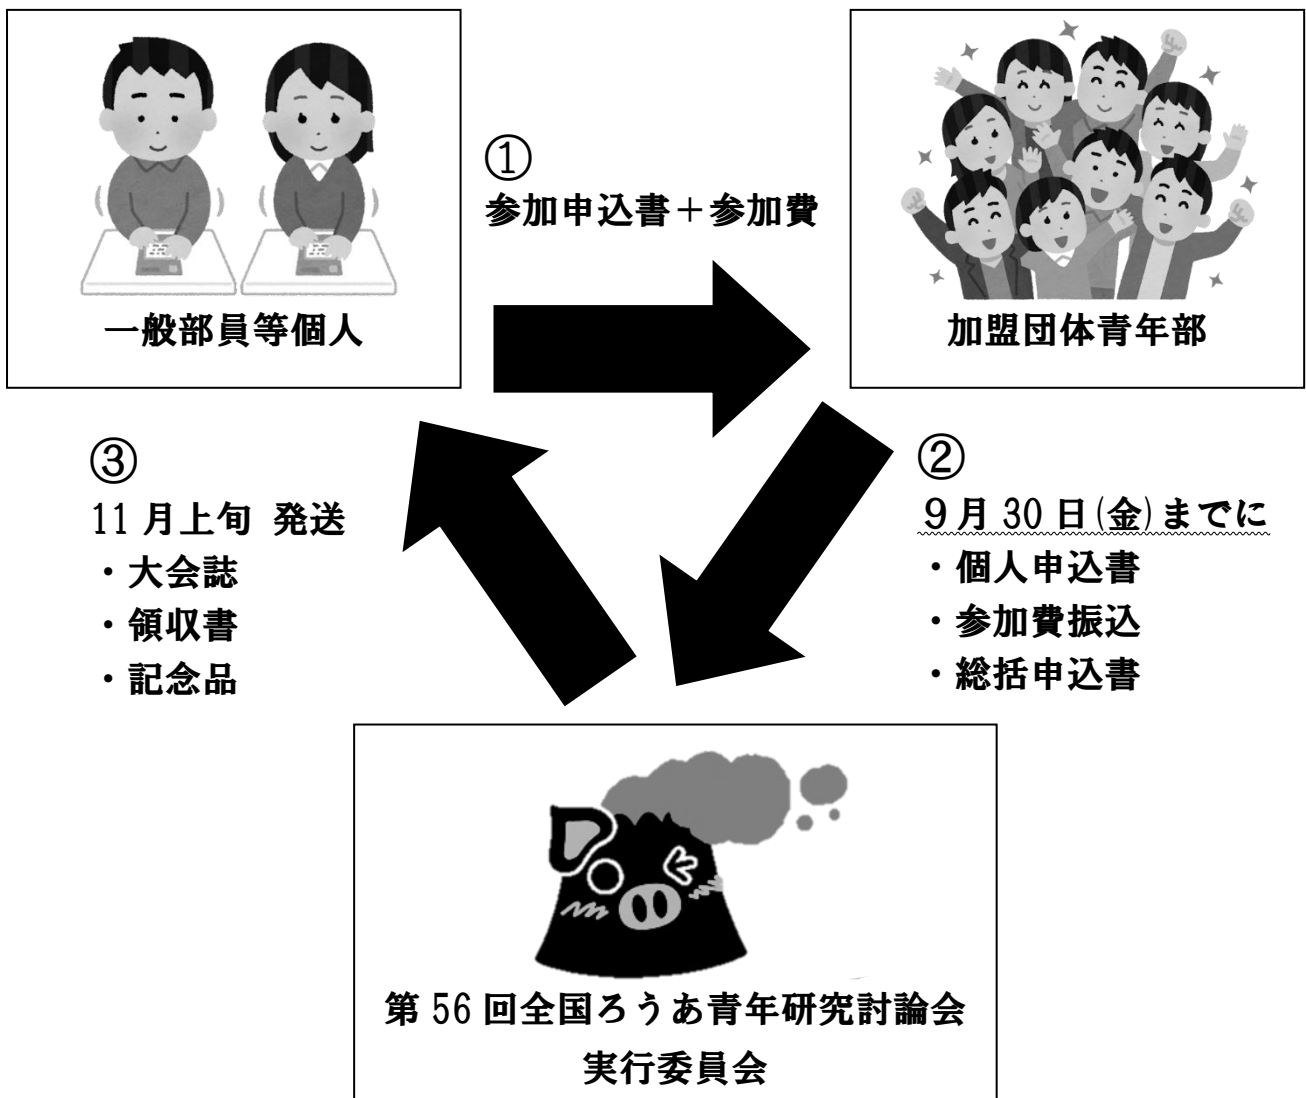 ①
参加申込書+参加費
一般部員等個人
加盟団体青年部
②
9月30日(金)までに
・個人申込書
・参加費振込
・総括申込書
③
11月上旬 発送
・大会誌
・領収書
・記念品
第56回全国ろうあ青年研究討論会
実行委員会